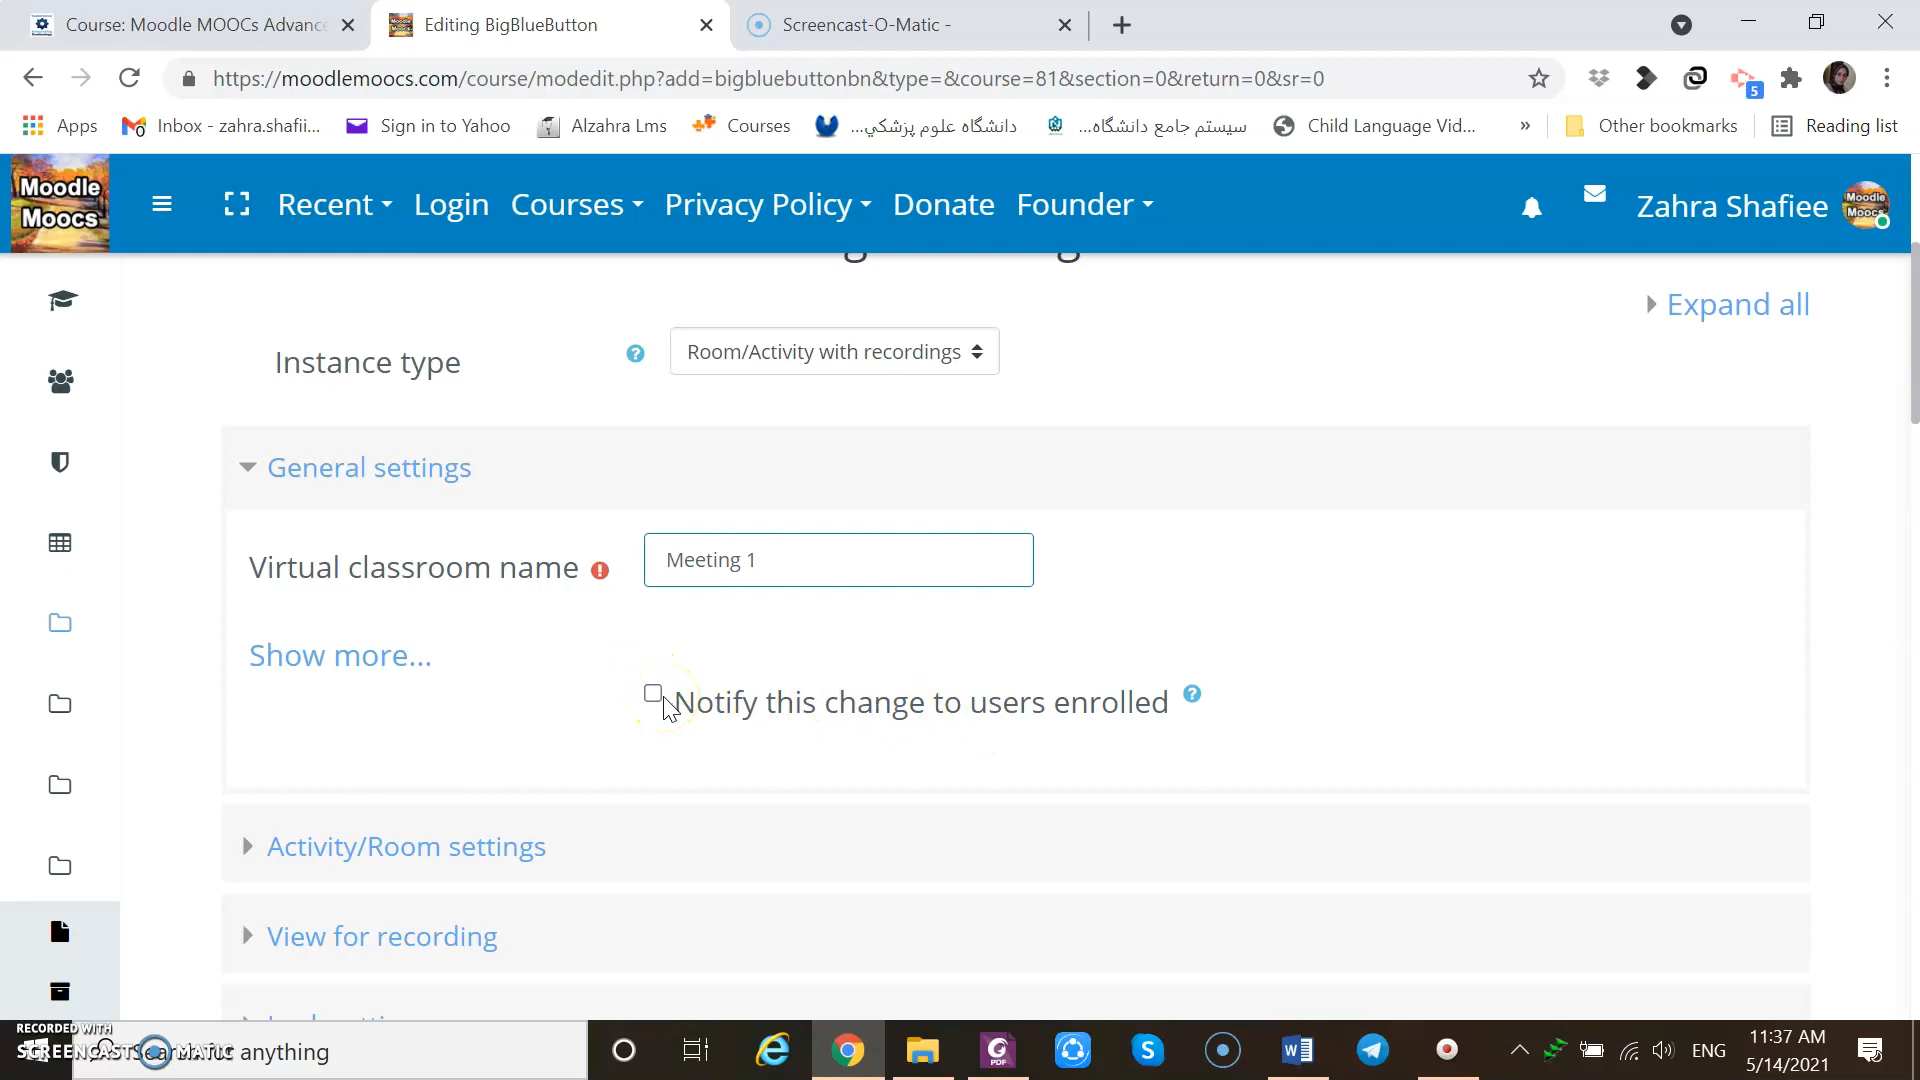 Course: Moodle MOOCs Advanc
Editing BigBlueButton
Screencast-O-Matic -
https://moodlemoocs.com/course/modedit.php?add=bigbluebuttonbn&type=&course=81&section=0&return=0&sr=0
5
Apps
Inbox - zahra.shafii...
Sign in to Yahoo
Alzahra Lms
Courses
دانشگاه علوم پزشکي...
سیستم جامع دانشگاه...
Child Language Vid...
»
Other bookmarks
Reading list
Moodle Moocs
Recent
Login
Courses
Privacy Policy
Donate
Founder
Zahra Shafiee
Moodle Moocs
Expand all
Instance type
Room/Activity with recordings
General settings
Virtual classroom name
Meeting 1
Show more...
Notify this change to users enrolled
Activity/Room settings
View for recording
RECORDED WITH
SCREENCAST-O-MATIC
anything
ENG
11:37 AM
5/14/2021